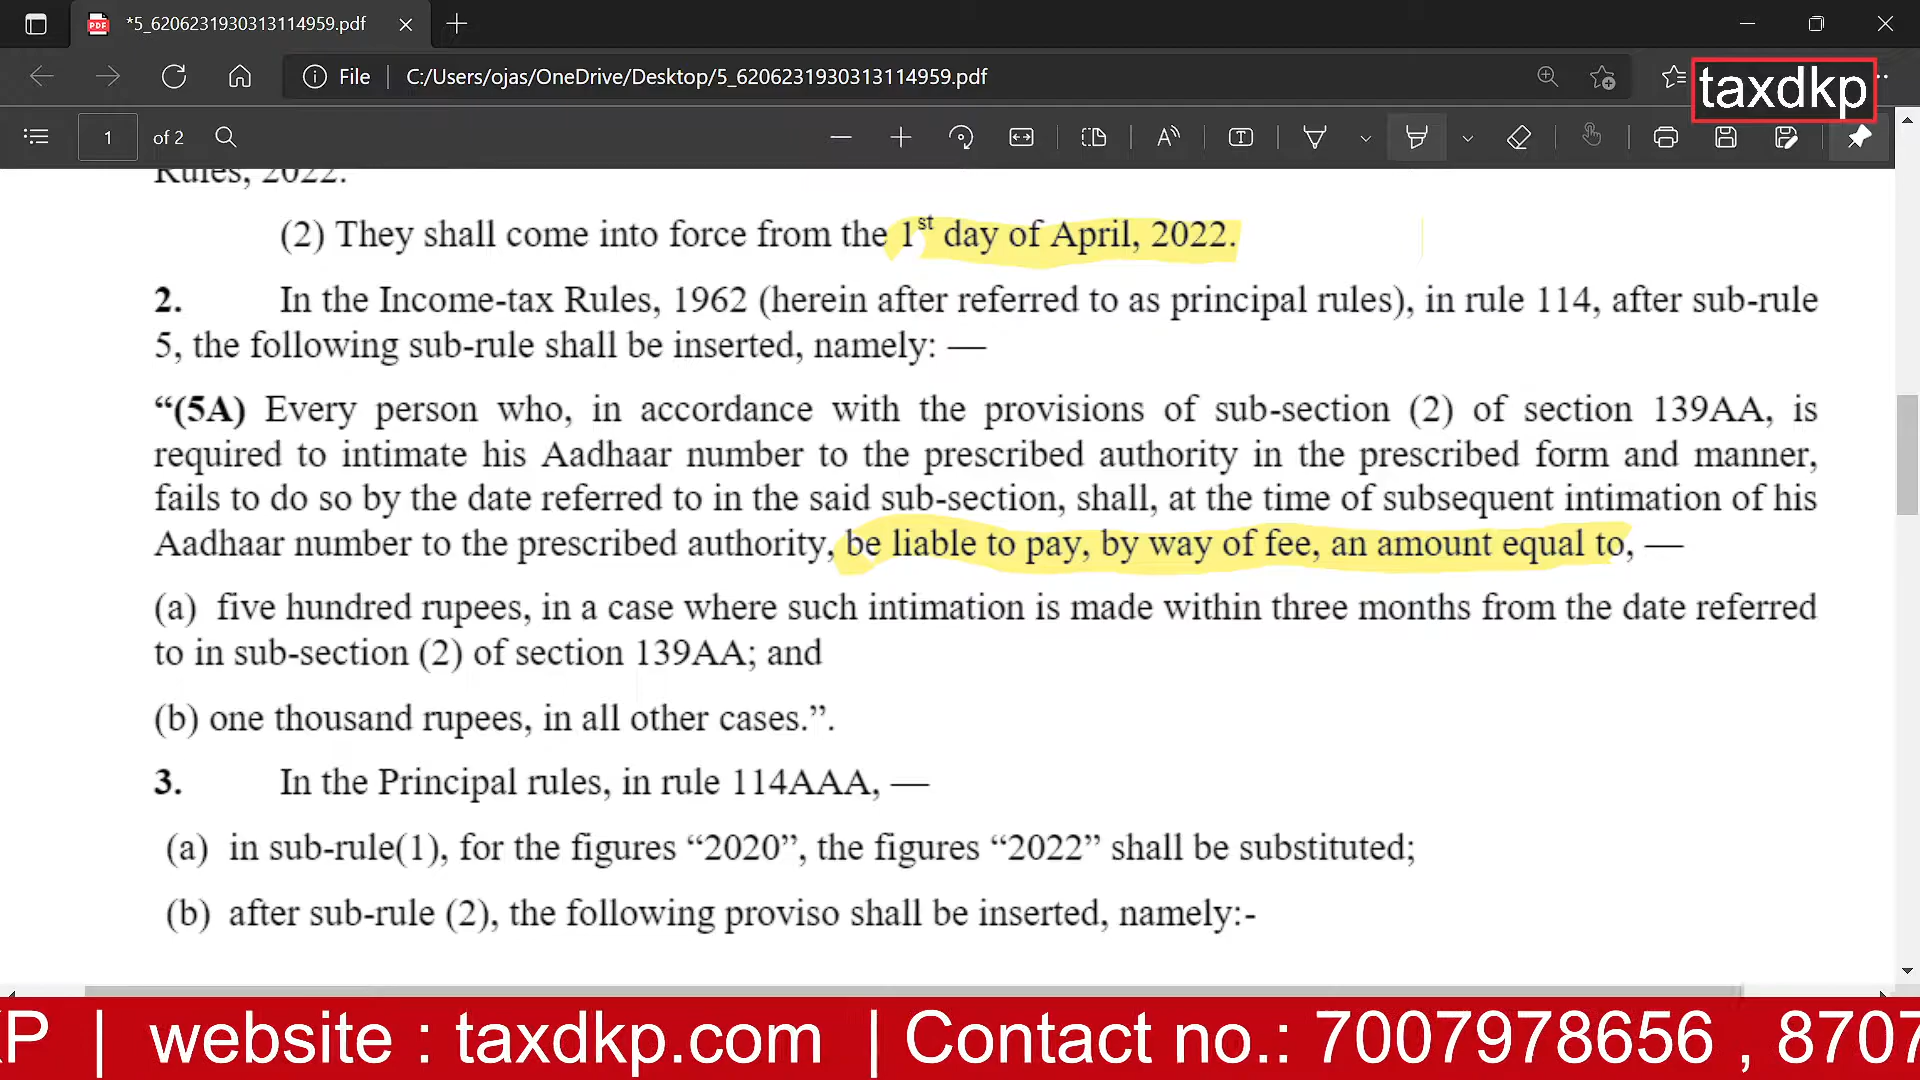 *5_6206231930313114959.pdf
File
C:/Users/ojas/OneDrive/Desktop/5_6206231930313114959.pdf
taxdkp
1 of 2
Rules, 2022.
(2) They shall come into force from the 1st day of April, 2022.
2. In the Income-tax Rules, 1962 (herein after referred to as principal rules), in rule 114, after sub-rule
5, the following sub-rule shall be inserted, namely: —
“(5A) Every person who, in accordance with the provisions of sub-section (2) of section 139AA, is
required to intimate his Aadhaar number to the prescribed authority in the prescribed form and manner,
fails to do so by the date referred to in the said sub-section, shall, at the time of subsequent intimation of his
Aadhaar number to the prescribed authority, be liable to pay, by way of fee, an amount equal to, —
(a) five hundred rupees, in a case where such intimation is made within three months from the date referred
to in sub-section (2) of section 139AA; and
(b) one thousand rupees, in all other cases.”.
3. In the Principal rules, in rule 114AAA, —
(a) in sub-rule(1), for the figures “2020”, the figures “2022” shall be substituted;
(b) after sub-rule (2), the following proviso shall be inserted, namely:-
KP | website : taxdkp.com | Contact no.: 7007978656 , 8707